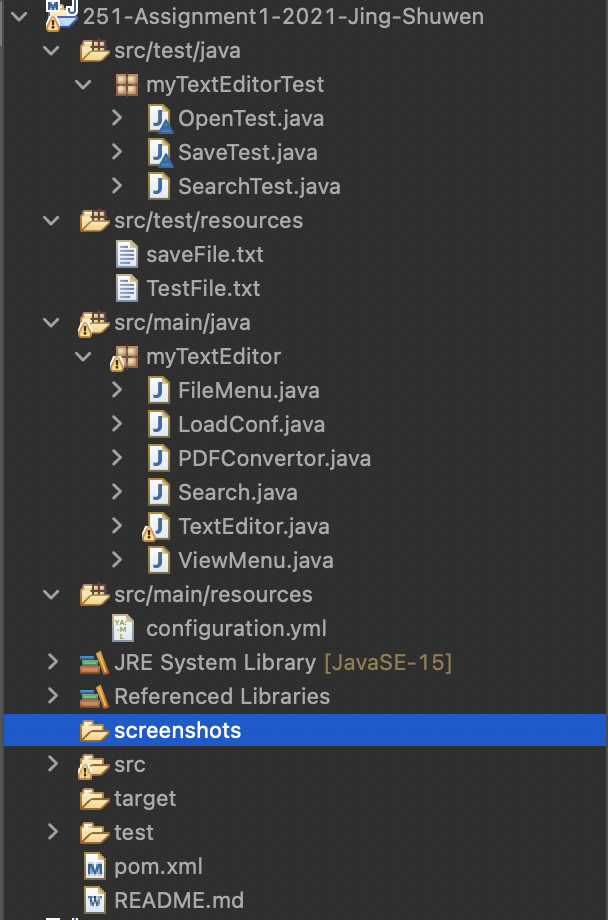 251-Assignment1-2021-Jing-Shuwen
src/test/java
myTextEditorTest
OpenTest.java
SaveTest.java
SearchTest.java
src/test/resources
saveFile.txt
TestFile.txt
src/main/java
myTextEditor
FileMenu.java
LoadConf.java
PDFConvertor.java
Search.java
TextEditor.java
ViewMenu.java
src/main/resources
configuration.yml
JRE System Library [JavaSE-15]
Referenced Libraries
screenshots
src
target
test
pom.xml
README.md